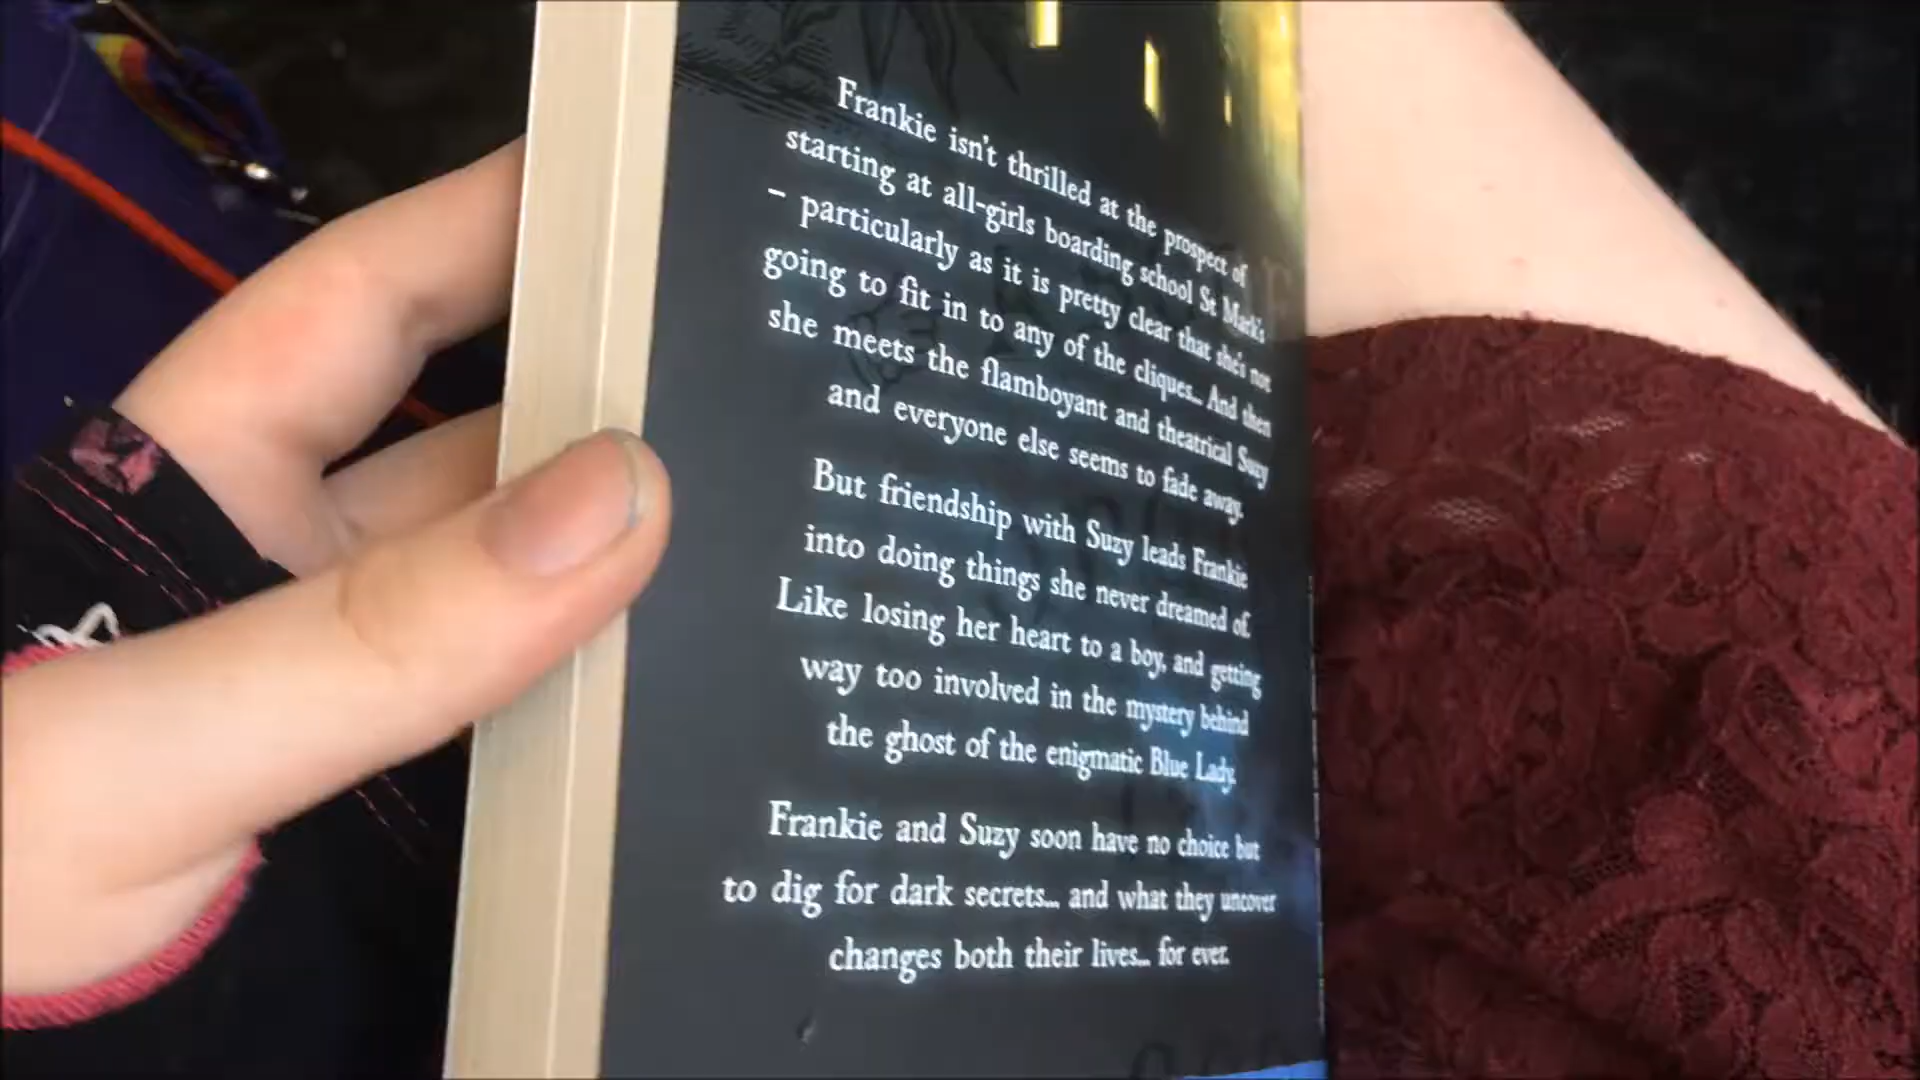 Frankie isn't thrilled at the prospect of
starting at all-girls boarding school St Mark's
– particularly as it is pretty clear that she's not
going to fit in to any of the cliques... And then
she meets the flamboyant and theatrical Suzy
and everyone else seems to fade away.
But friendship with Suzy leads Frankie
into doing things she never dreamed of.
Like losing her heart to a boy, and getting
way too involved in the mystery behind
the ghost of the enigmatic Blue Lady.
Frankie and Suzy soon have no choice but
to dig for dark secrets... and what they uncover
changes both their lives... for ever.